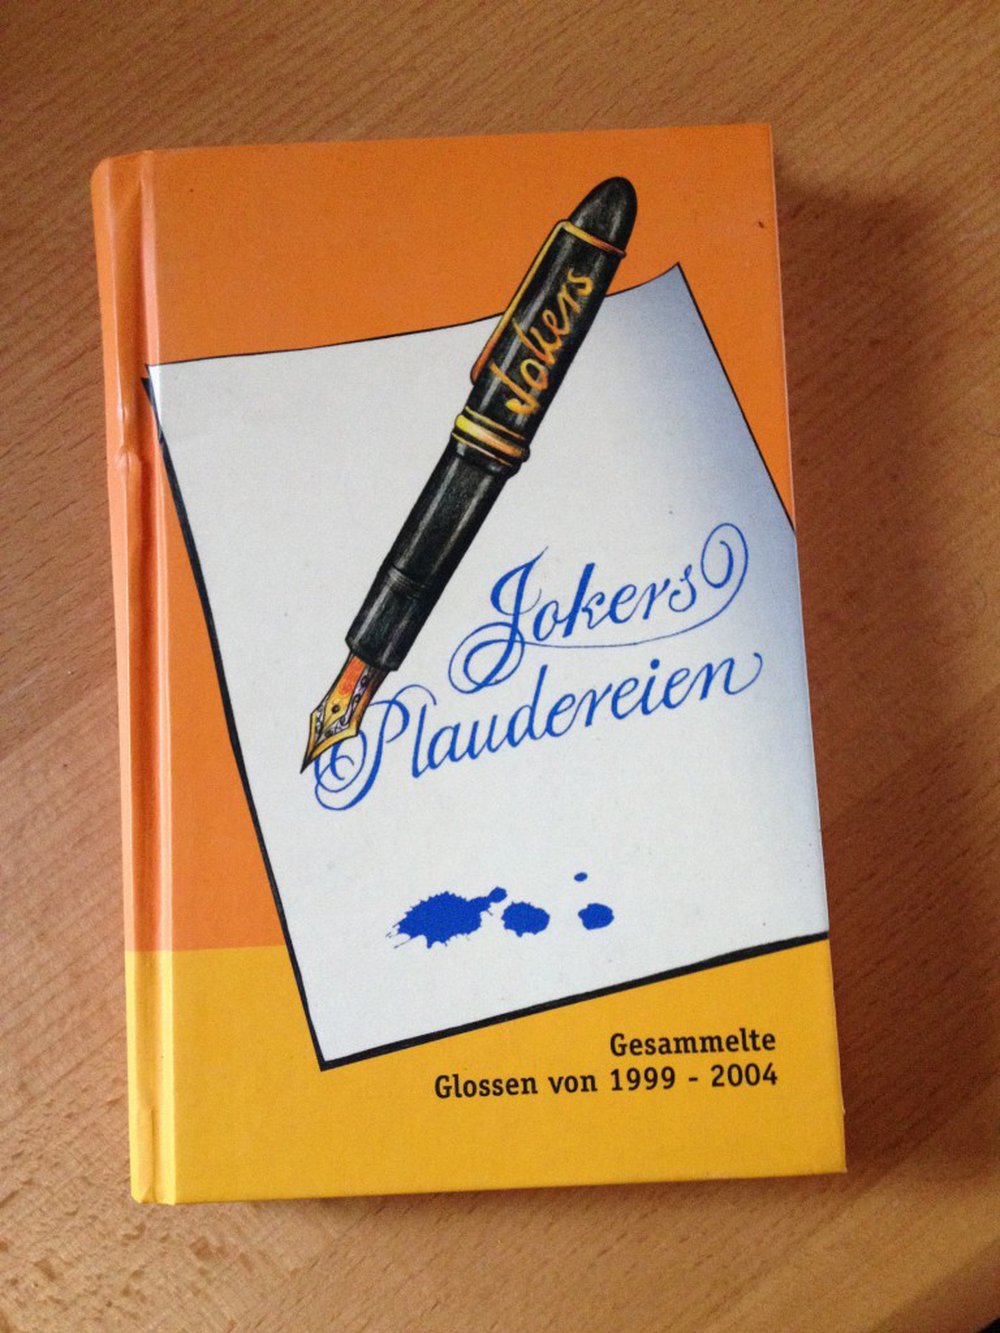 Jokers
Jokers
Plaudereien
Gesammelte
Glossen von 1999 - 2004